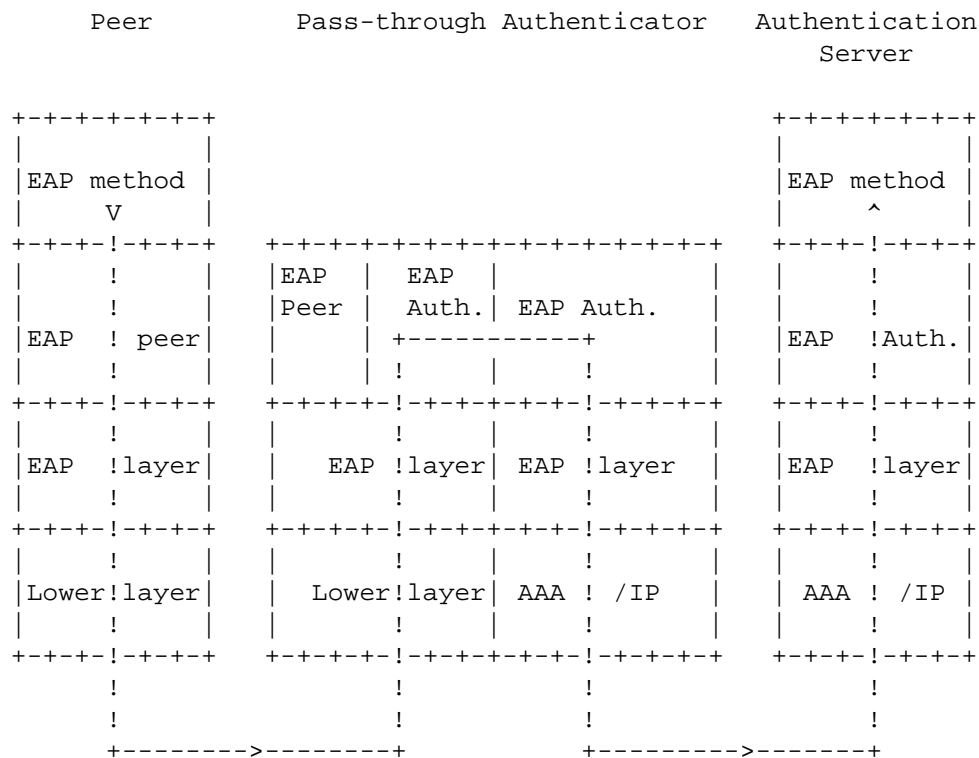 Peer Pass-through Authenticator Authentication
Server
EAP method EAP method
V ^
EAP EAP
Peer Auth. EAP Auth.
EAP peer EAP Auth.
EAP layer EAP layer EAP layer EAP layer
Lower layer Lower layer AAA /IP AAA /IP